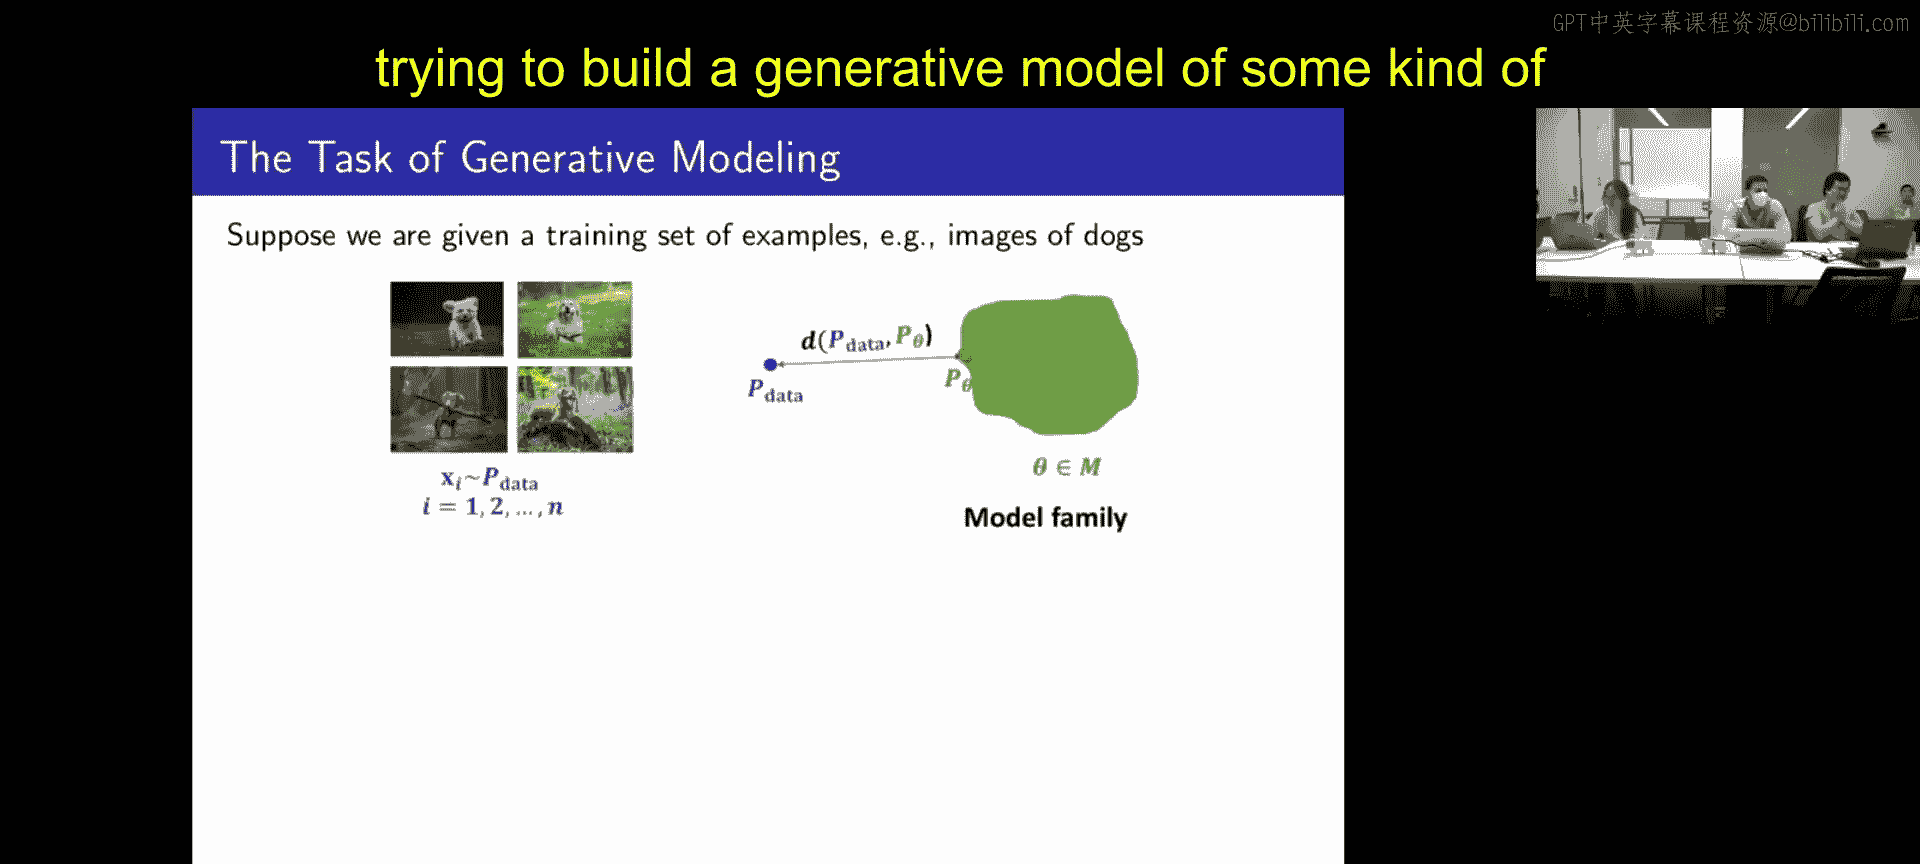 GPT中英字幕课程资源@bilibili.com
trying to build a generative model of some kind of
The Task of Generative Modeling
Suppose we are given a training set of examples, e.g., images of dogs
d(P_data, P_θ)
P_data
P_θ
x_i~P_data
i = 1, 2, ..., n
θ ∈ M
Model family